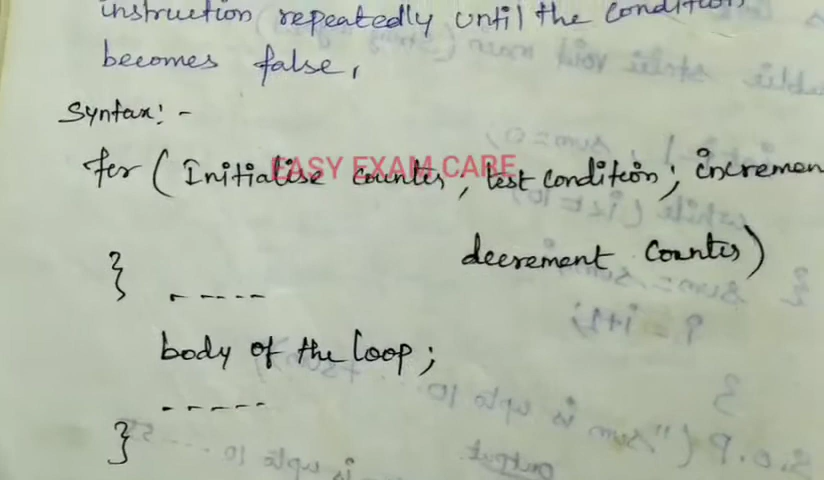 instruction repeatedly until the condition
becomes false,
Syntax:-
EASY EXAM CARE
for ( Initialise counter, test condition; incremen
decrement counter)
} -----
body of the loop;
-----
}